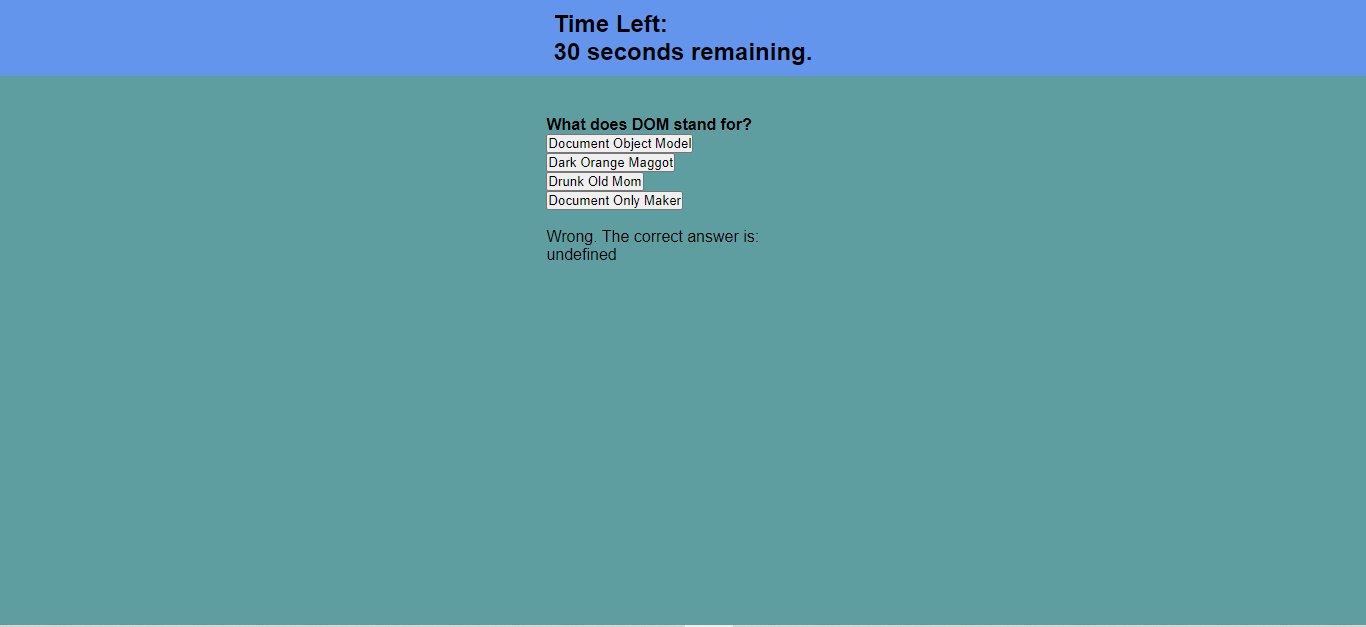 Time Left:
30 seconds remaining.
What does DOM stand for?
Document Object Model
Dark Orange Maggot
Drunk Old Mom
Document Only Maker
Wrong. The correct answer is:
undefined